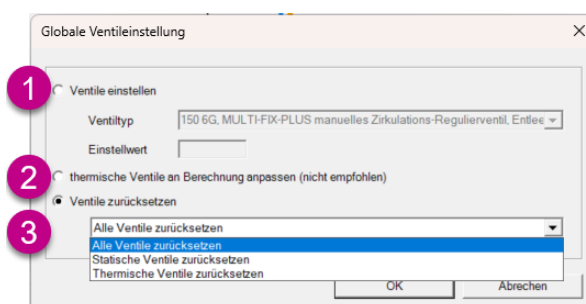 Globale Ventileinstellung
1
Ventile einstellen
Ventiltyp
150 6G, MULTI-FIX-PLUS manuelles Zirkulations-Regulierventil, Entlee
Einstellwert
2
thermische Ventile an Berechnung anpassen (nicht empfohlen)
Ventile zurücksetzen
3
Alle Ventile zurücksetzen
Alle Ventile zurücksetzen
Statische Ventile zurücksetzen
Thermische Ventile zurücksetzen
OK
Abrechen